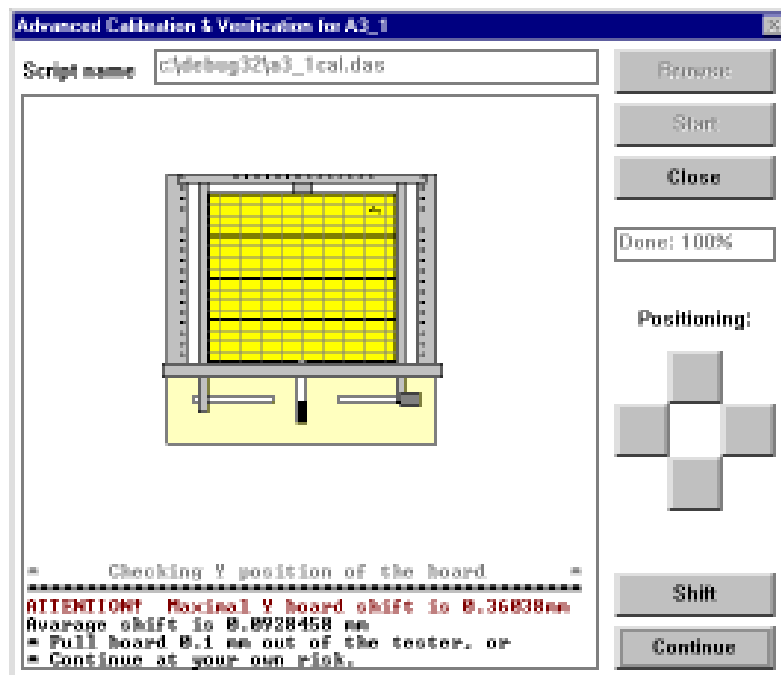 Advanced Calibration & Verification for A3_1
Script name
c:\debug32\a3_1cal.das
Browse
Start
Close
Done: 100%
Positioning:
* Checking Y position of the board *
ATTENTION! Maximal Y board shift is 0.36038mm
Avarage shift is 0.0938450 mm
* Pull board 0.1 mm out of the tester, or
* Continue at your own risk.
Shift
Continue